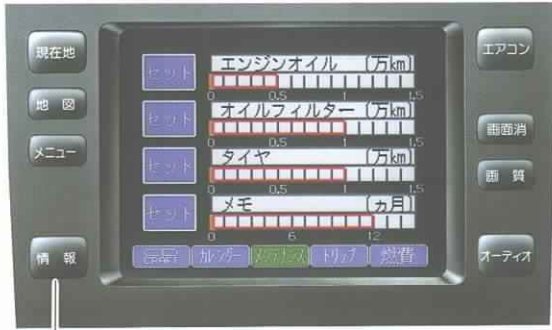 現在地
地 図
メニュー
情 報
エアコン
画面消
画 質
オーディオ
セット
エンジンオイル 〔万km〕
0 0.5 1 1.5
セット
オイルフィルター 〔万km〕
0 0.5 1 1.5
セット
タイヤ 〔万km〕
0 0.5 1 1.5
セット
メモ 〔ヵ月〕
0 6 12
カレンダー メンテナンス トリップ 燃費